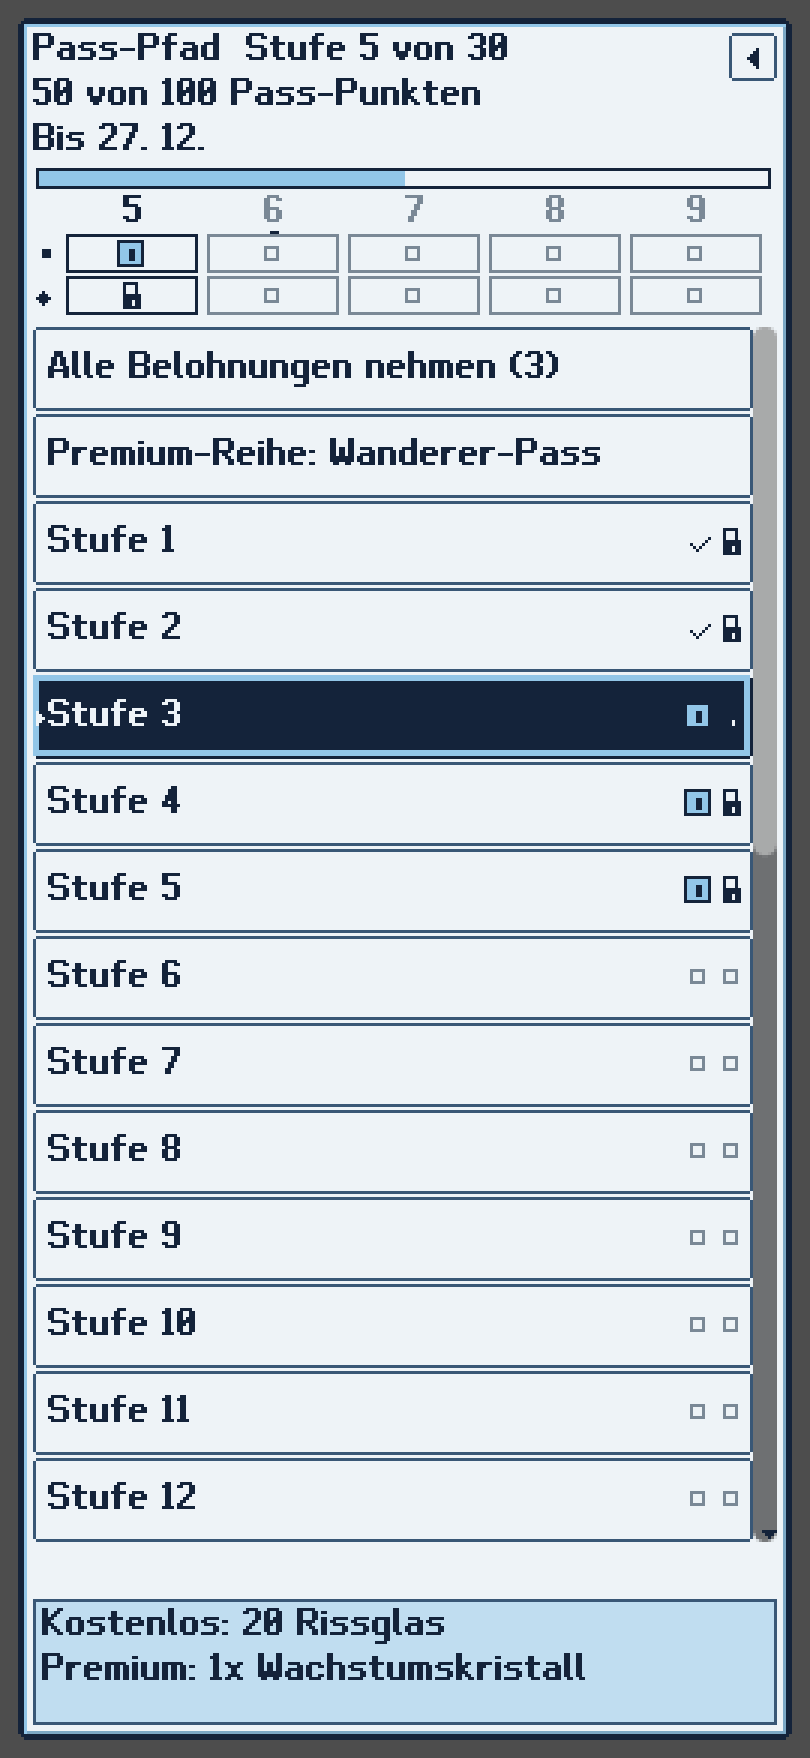 Pass-Pfad Stufe 5 von 30
50 von 100 Pass-Punkten
Bis 27. 12.
5 6 7 8 9
Alle Belohnungen nehmen (3)
Premium-Reihe: Wanderer-Pass
Stufe 1
Stufe 2
Stufe 3
Stufe 4
Stufe 5
Stufe 6
Stufe 7
Stufe 8
Stufe 9
Stufe 10
Stufe 11
Stufe 12
Kostenlos: 20 Rissglas
Premium: 1x Wachstumskristall